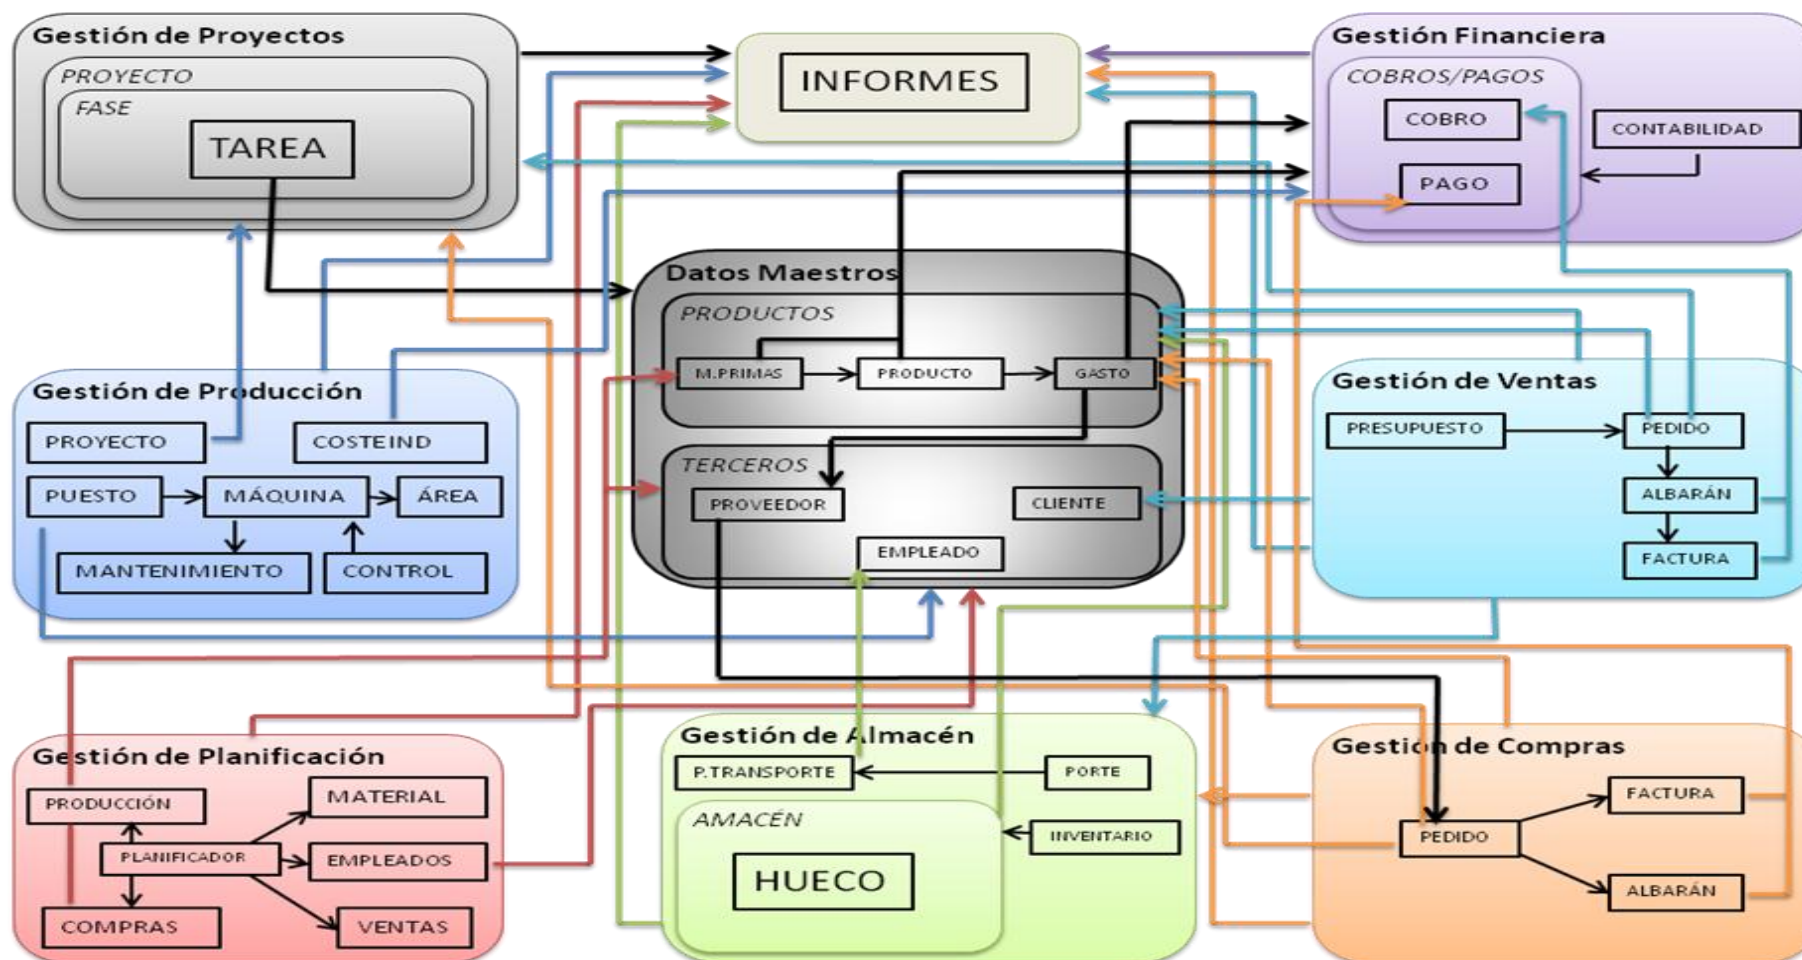 Gestión de Proyectos
PROYECTO
FASE
TAREA
INFORMES
Gestión Financiera
COBROS/PAGOS
COBRO
CONTABILIDAD
PAGO
Datos Maestros
PRODUCTOS
M.PRIMAS
PRODUCTO
GASTO
TERCEROS
PROVEEDOR
CLIENTE
EMPLEADO
Gestión de Producción
PROYECTO
COSTEIND
PUESTO
MÁQUINA
ÁREA
MANTENIMIENTO
CONTROL
Gestión de Ventas
PRESUPUESTO
PEDIDO
ALBARÁN
FACTURA
Gestión de Planificación
PRODUCCIÓN
MATERIAL
PLANIFICADOR
EMPLEADOS
COMPRAS
VENTAS
Gestión de Almacén
P.TRANSPORTE
PORTE
AMACÉN
INVENTARIO
HUECO
Gestión de Compras
FACTURA
PEDIDO
ALBARÁN